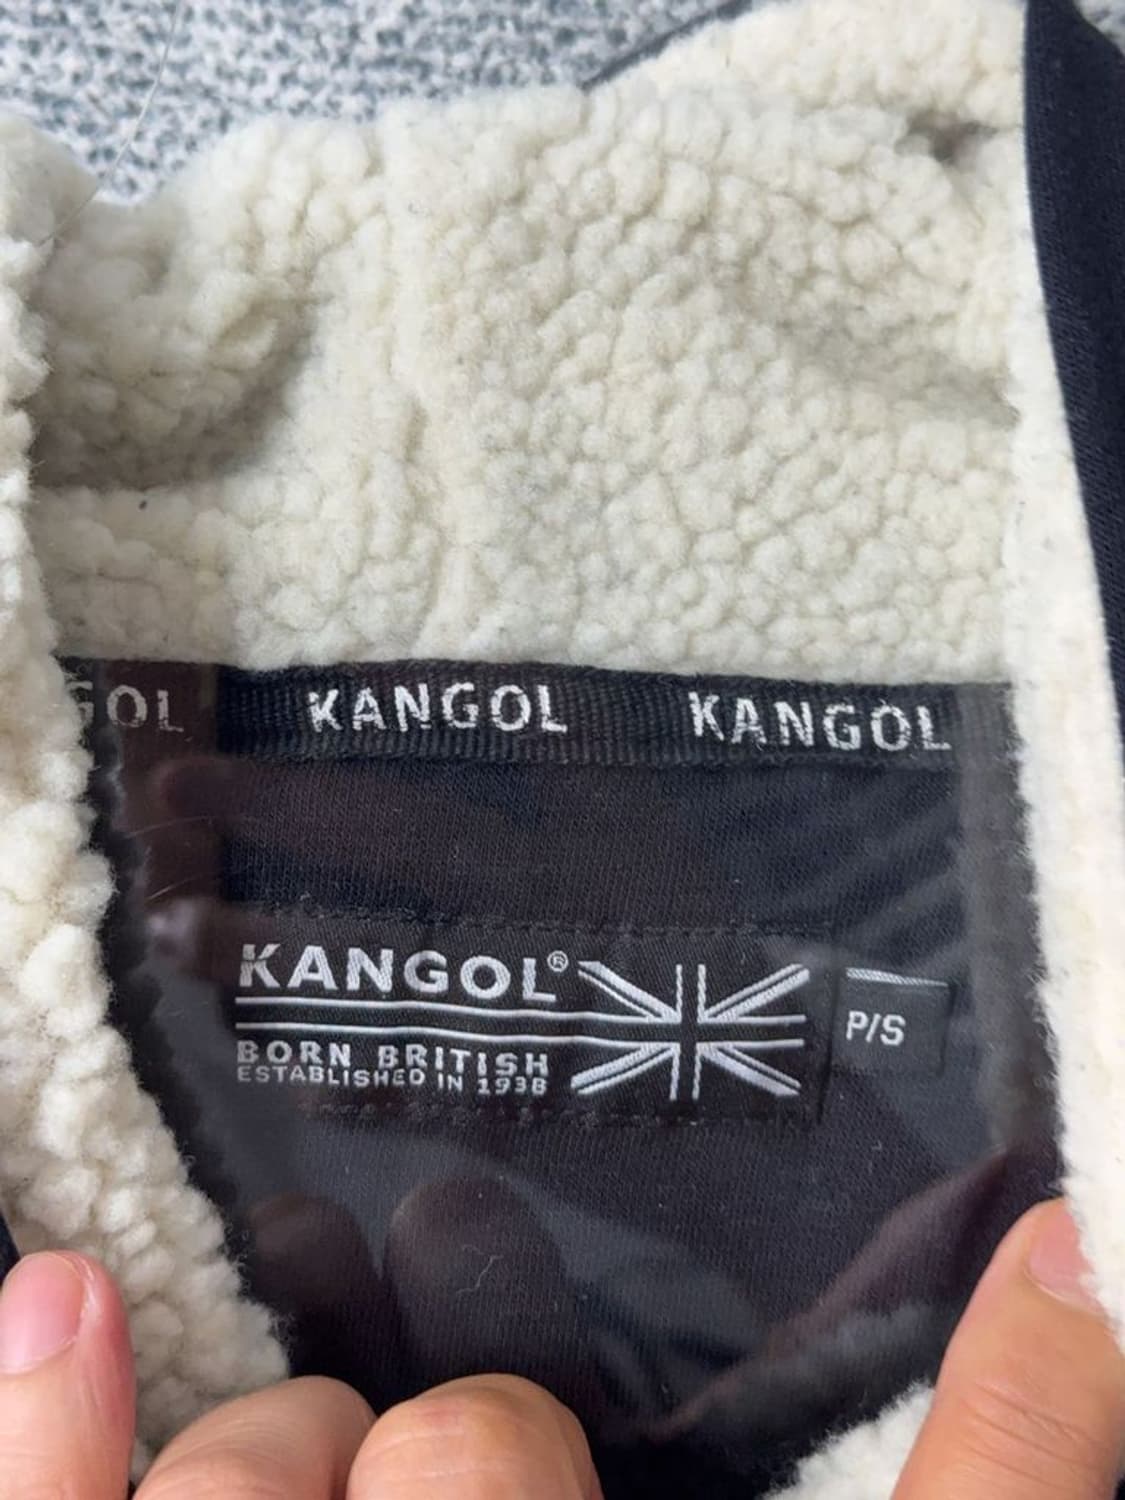 GOL KANGOL KANGOL
KANGOL®
BORN BRITISH
ESTABLISHED IN 1938
P/S